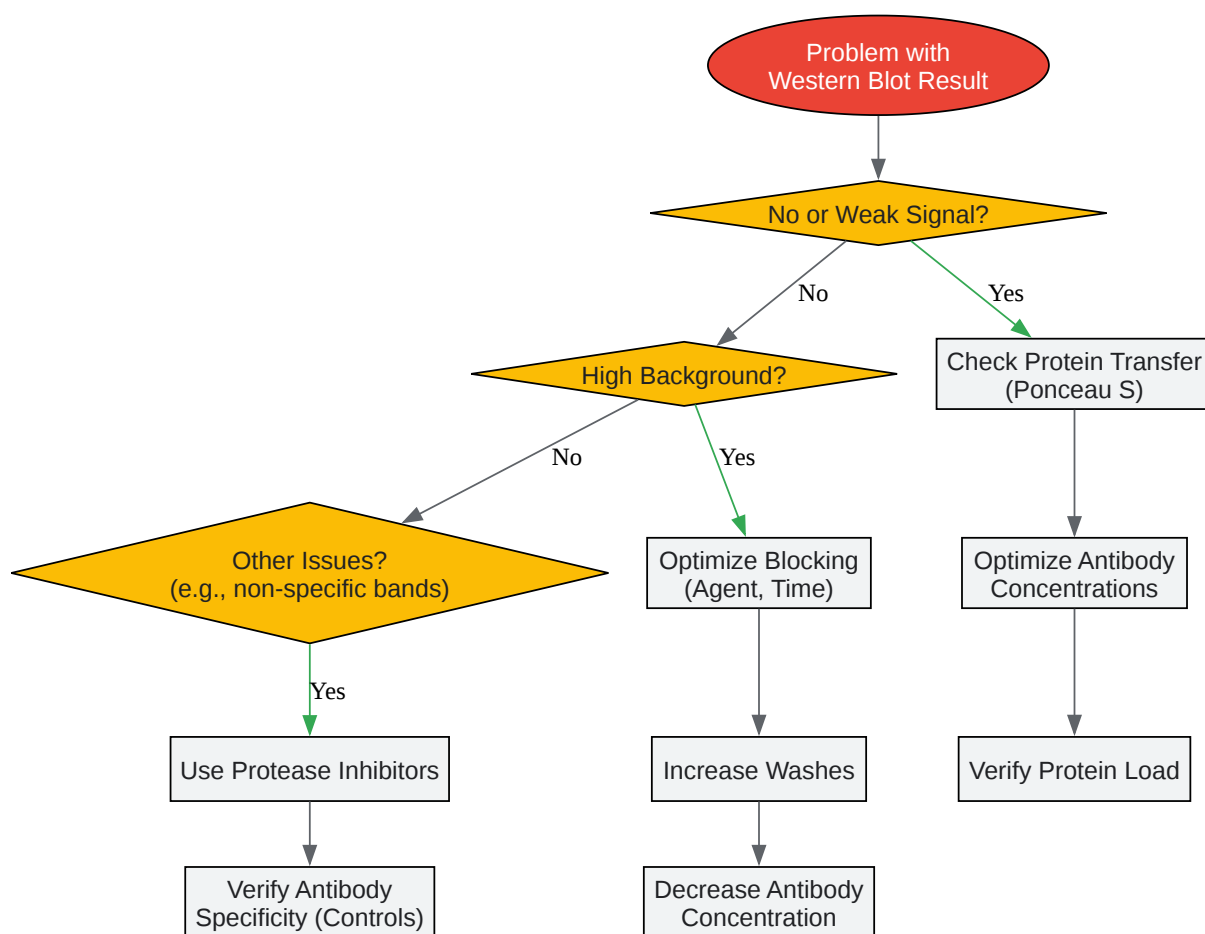 Problem with
Western Blot Result
No or Weak Signal?
No
Yes
High Background?
Check Protein Transfer
(Ponceau S)
No
Yes
Other Issues?
(e.g., non-specific bands)
Optimize Blocking
(Agent, Time)
Optimize Antibody
Concentrations
Yes
Use Protease Inhibitors
Increase Washes
Verify Protein Load
Verify Antibody
Specificity (Controls)
Decrease Antibody
Concentration